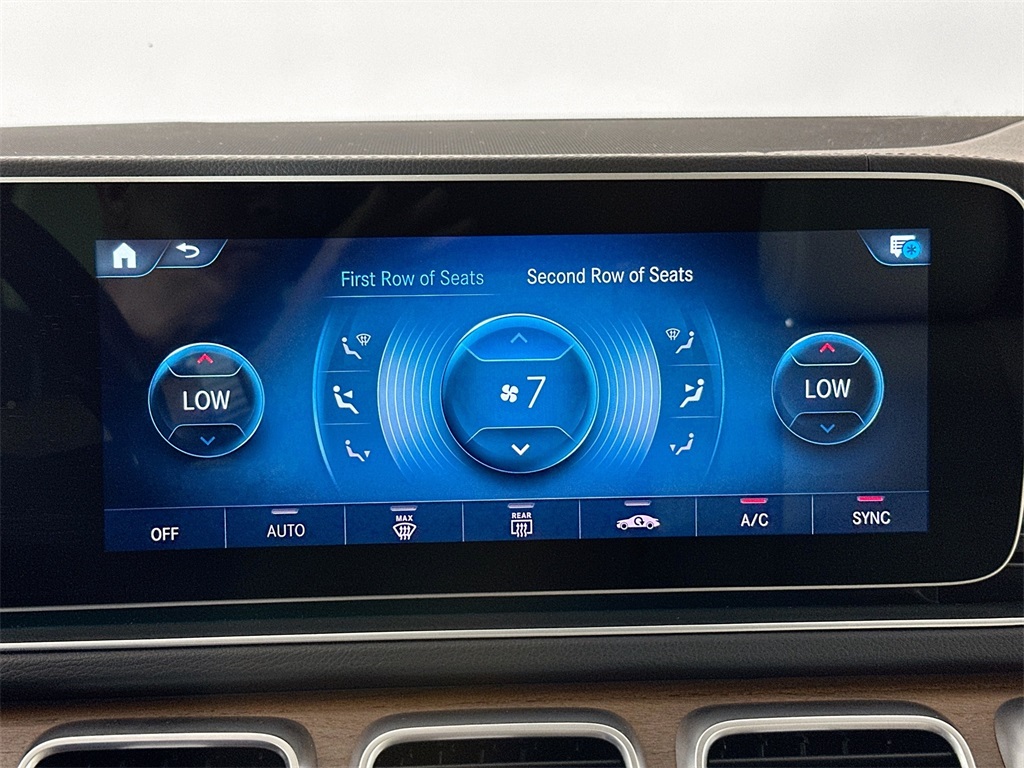 First Row of Seats
Second Row of Seats
LOW
7
LOW
OFF
AUTO
MAX
REAR
A/C
SYNC